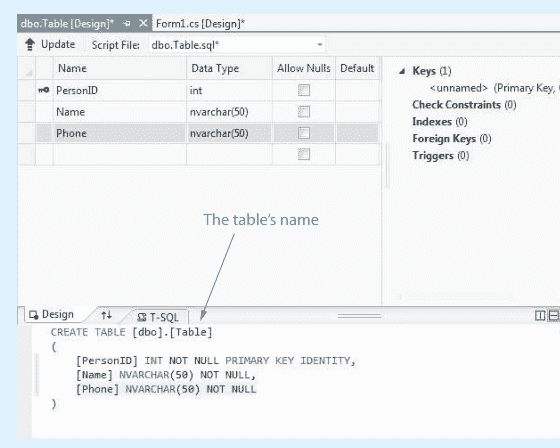 dbo.Table [Design]* Form1.cs [Design]*
Update Script File: dbo.Table.sql*
Name Data Type Allow Nulls Default
PersonID int
Name nvarchar(50)
Phone nvarchar(50)
Keys (1)
<unnamed> (Primary Key,
Check Constraints (0)
Indexes (0)
Foreign Keys (0)
Triggers (0)
The table's name
Design T-SQL
CREATE TABLE [dbo].[Table]
(
[PersonID] INT NOT NULL PRIMARY KEY IDENTITY,
[Name] NVARCHAR(50) NOT NULL,
[Phone] NVARCHAR(50) NOT NULL
)